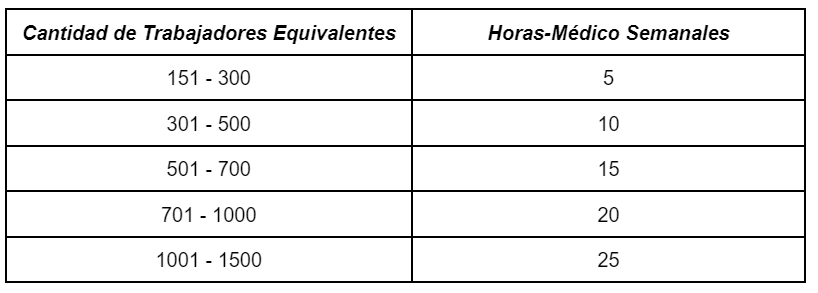 Cantidad de Trabajadores Equivalentes Horas-Médico Semanales
151 - 300 5
301 - 500 10
501 - 700 15
701 - 1000 20
1001 - 1500 25